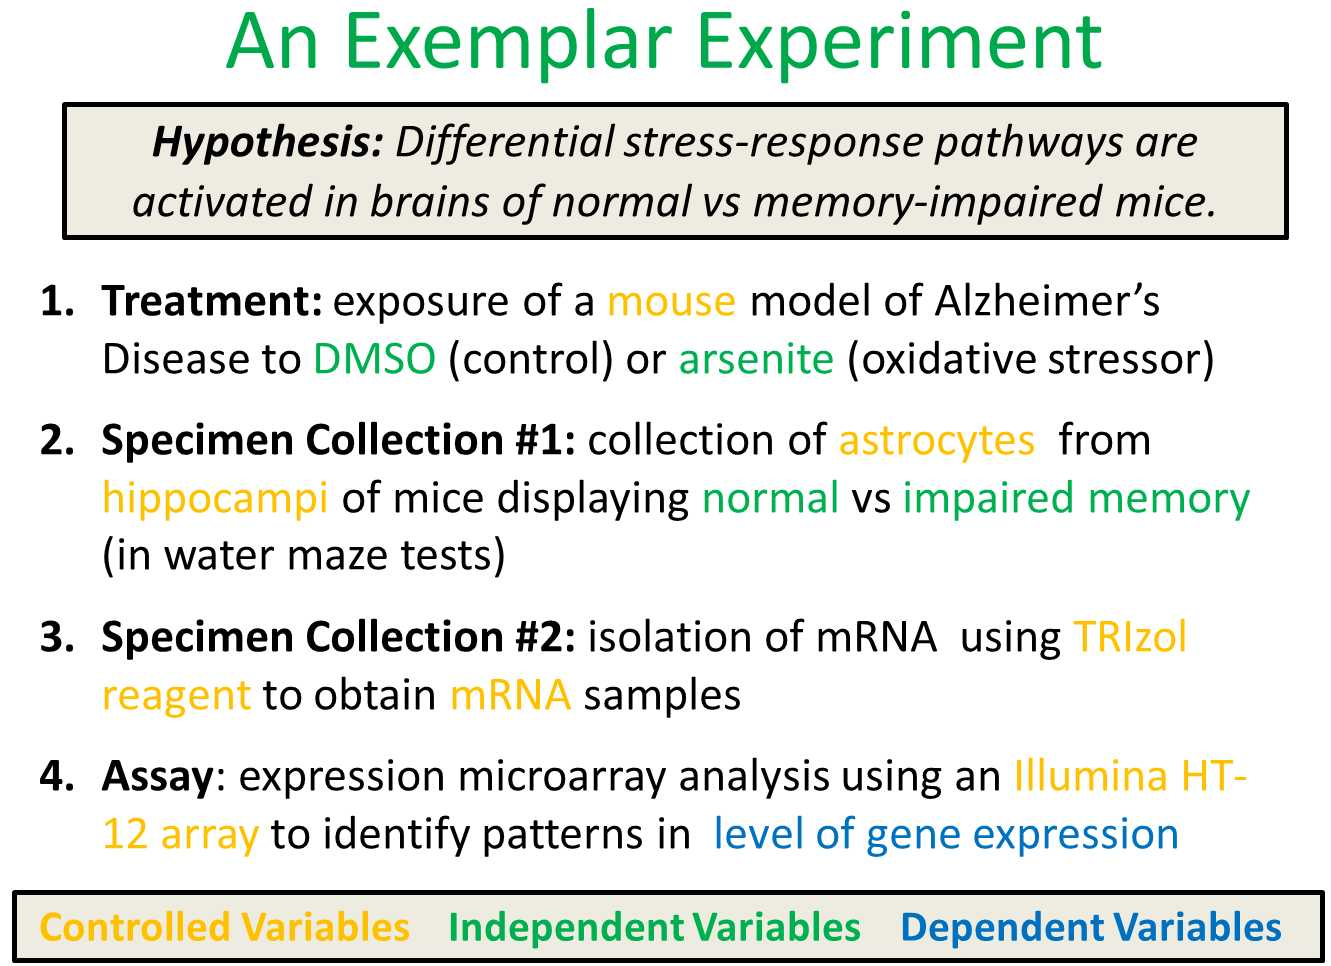 An Exemplar Experiment
Hypothesis: Differential stress-response pathways are
activated in brains of normal vs memory-impaired mice.
1. Treatment: exposure of a mouse model of Alzheimer’s
Disease to DMSO (control) or arsenite (oxidative stressor)
2. Specimen Collection #1: collection of astrocytes from
hippocampi of mice displaying normal vs impaired memory
(in water maze tests)
3. Specimen Collection #2: isolation of mRNA using TRIzol
reagent to obtain mRNA samples
4. Assay: expression microarray analysis using an Illumina HT-
12 array to identify patterns in level of gene expression
Controlled Variables Independent Variables Dependent Variables